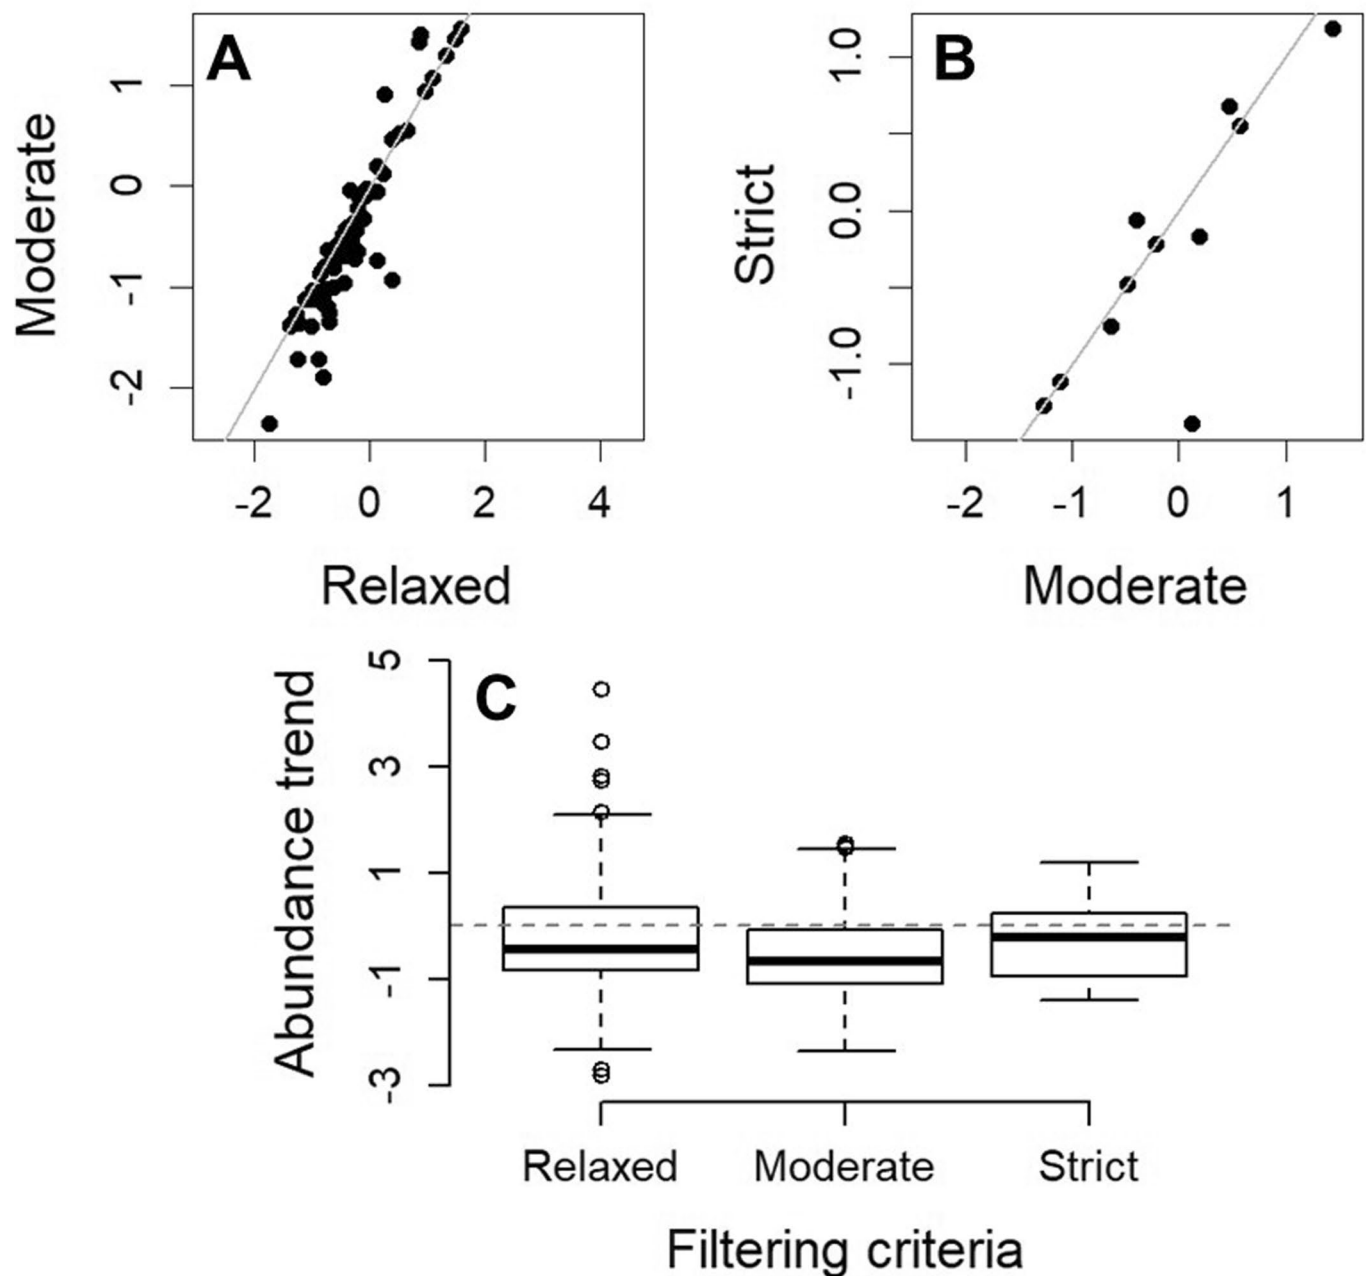 A
Moderate
1
0
-1
-2
-2 0 2 4
Relaxed
B
Strict
1.0
0.0
-1.0
-2 -1 0 1
Moderate
C
Abundance trend
5
3
1
-1
-3
Relaxed Moderate Strict
Filtering criteria